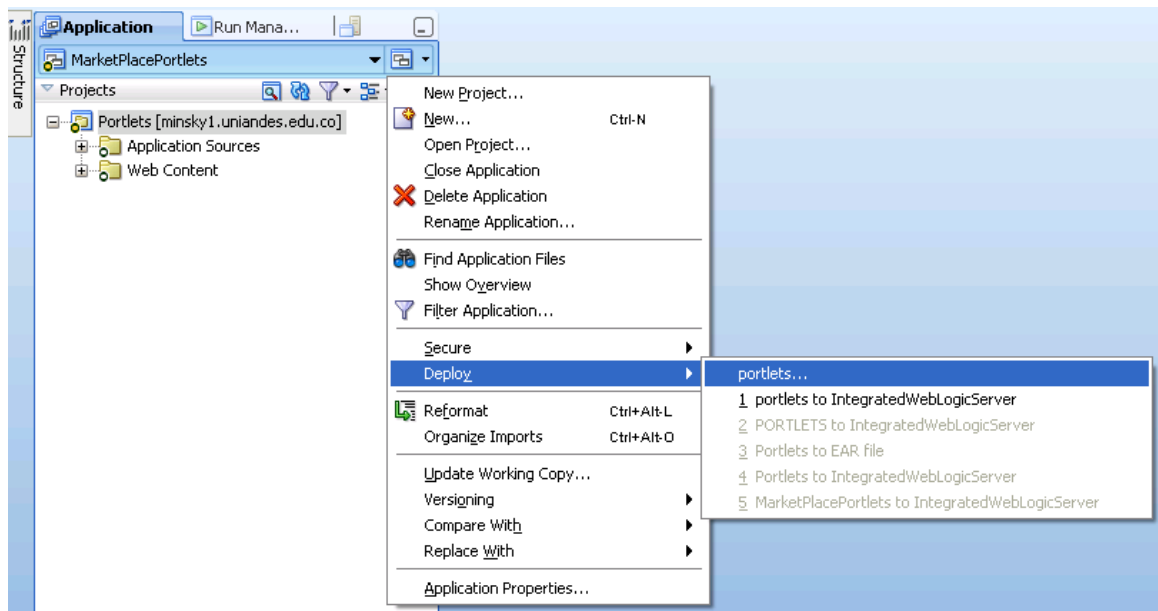 Application
Run Mana...
Structure
MarketPlacePortlets
Projects
Portlets [minsky1.uniandes.edu.co]
Application Sources
Web Content
New Project...
New... Ctrl-N
Open Project...
Close Application
Delete Application
Rename Application...
Find Application Files
Show Overview
Filter Application...
Secure
Deploy
portlets...
1 portlets to IntegratedWebLogicServer
2 PORTLETS to IntegratedWebLogicServer
3 Portlets to EAR file
4 Portlets to IntegratedWebLogicServer
5 MarketPlacePortlets to IntegratedWebLogicServer
Reformat Ctrl+Alt-L
Organize Imports Ctrl+Alt-O
Update Working Copy...
Versioning
Compare With
Replace With
Application Properties...